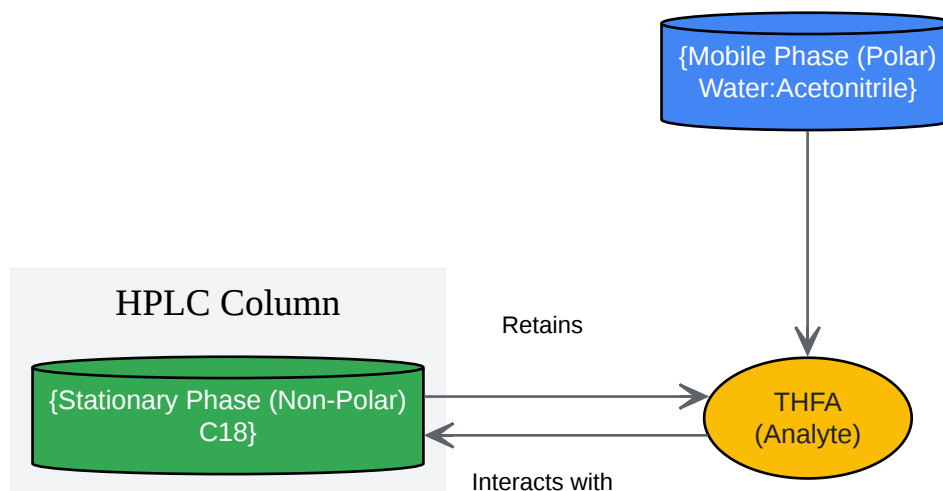 {Mobile Phase (Polar)
Water:Acetonitrile}
HPLC Column
Retains
{Stationary Phase (Non-Polar)
C18}
THFA
(Analyte)
Interacts with